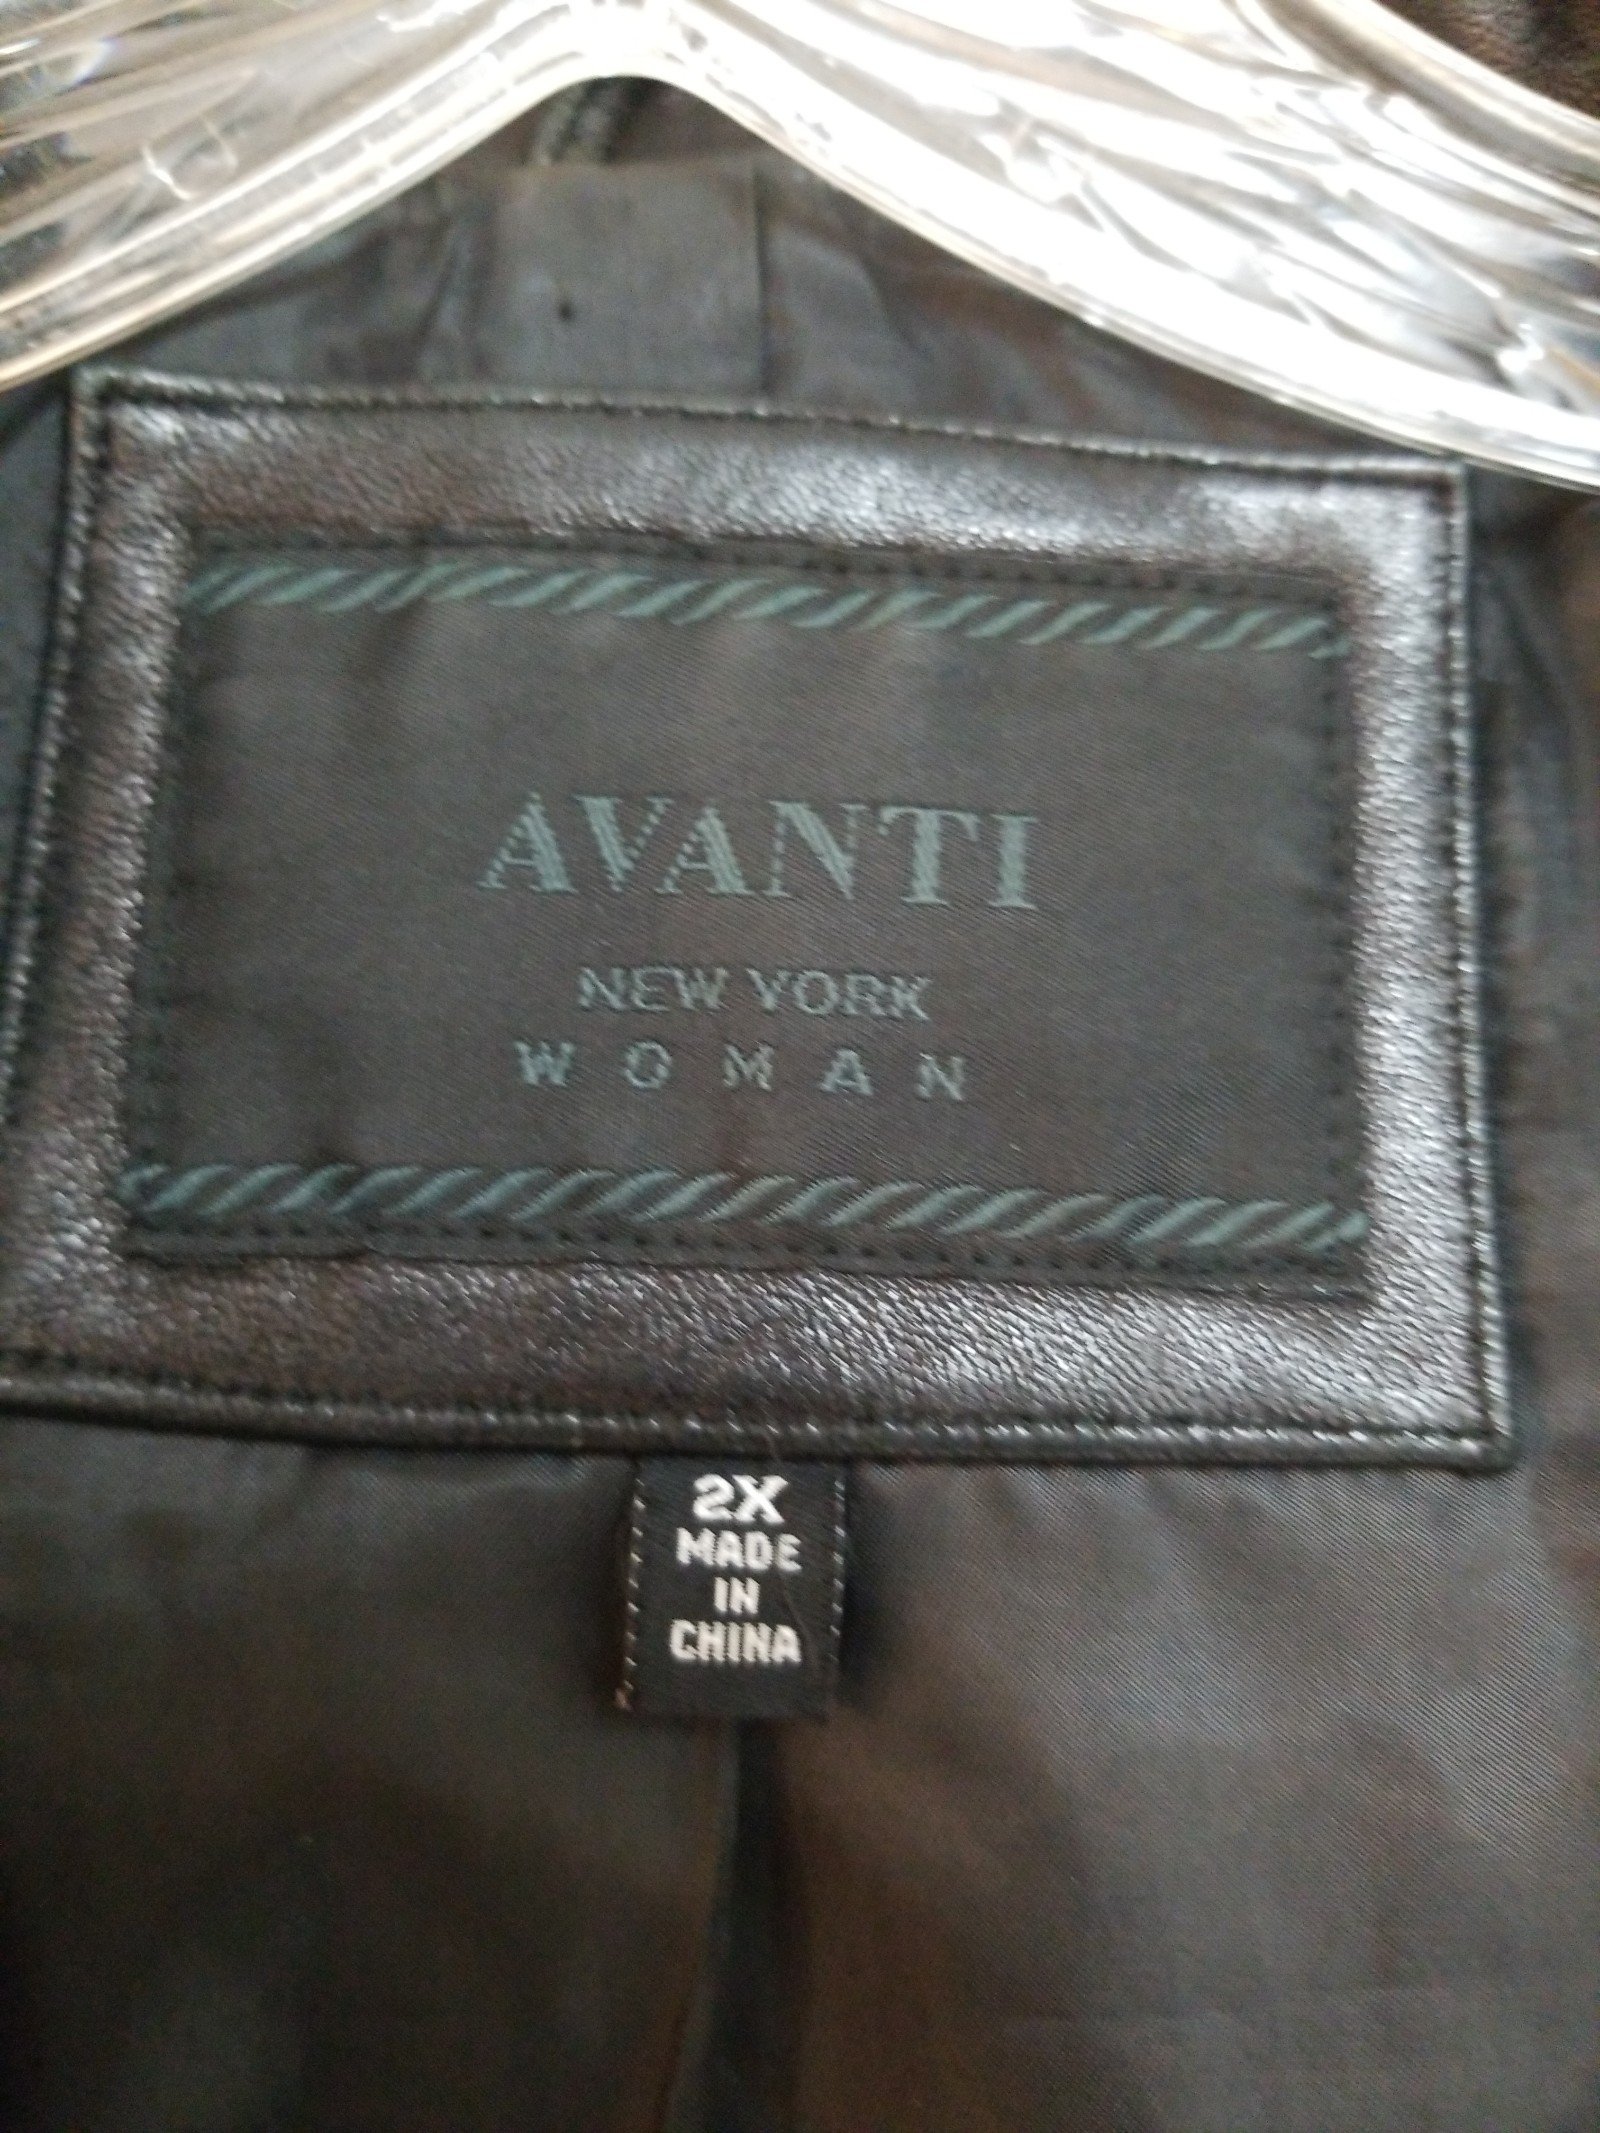 AVANTI
NEW YORK
WOMAN
2X
MADE
IN
CHINA